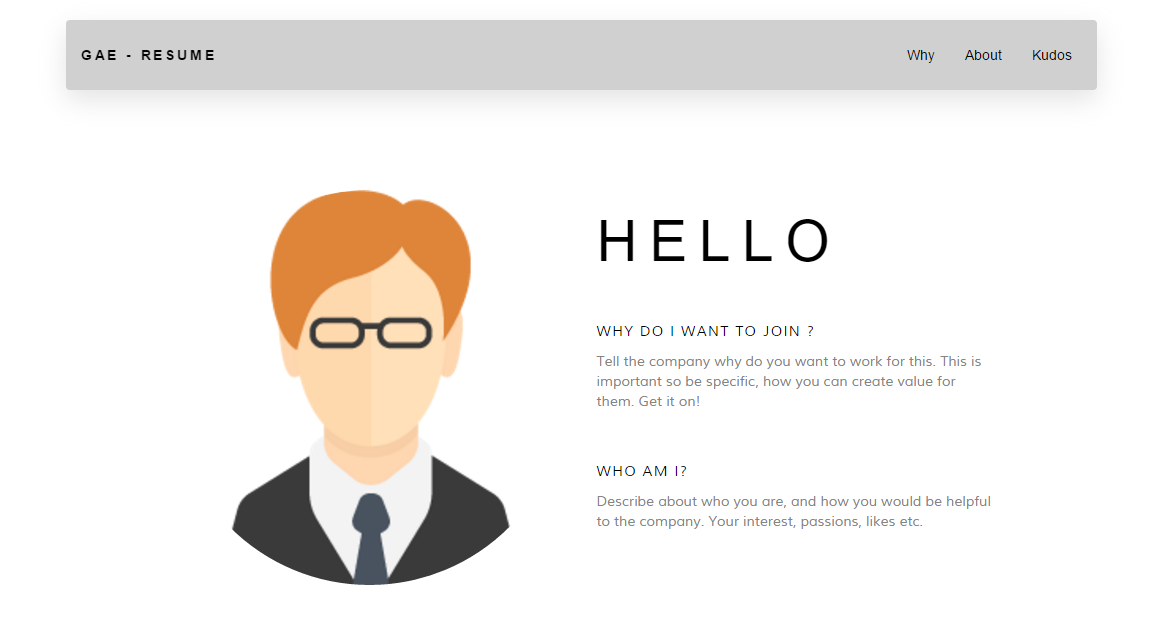 GAE - RESUME
Why About Kudos
HELLO
WHY DO I WANT TO JOIN ?
Tell the company why do you want to work for this. This is
important so be specific, how you can create value for
them. Get it on!
WHO AM I?
Describe about who you are, and how you would be helpful
to the company. Your interest, passions, likes etc.